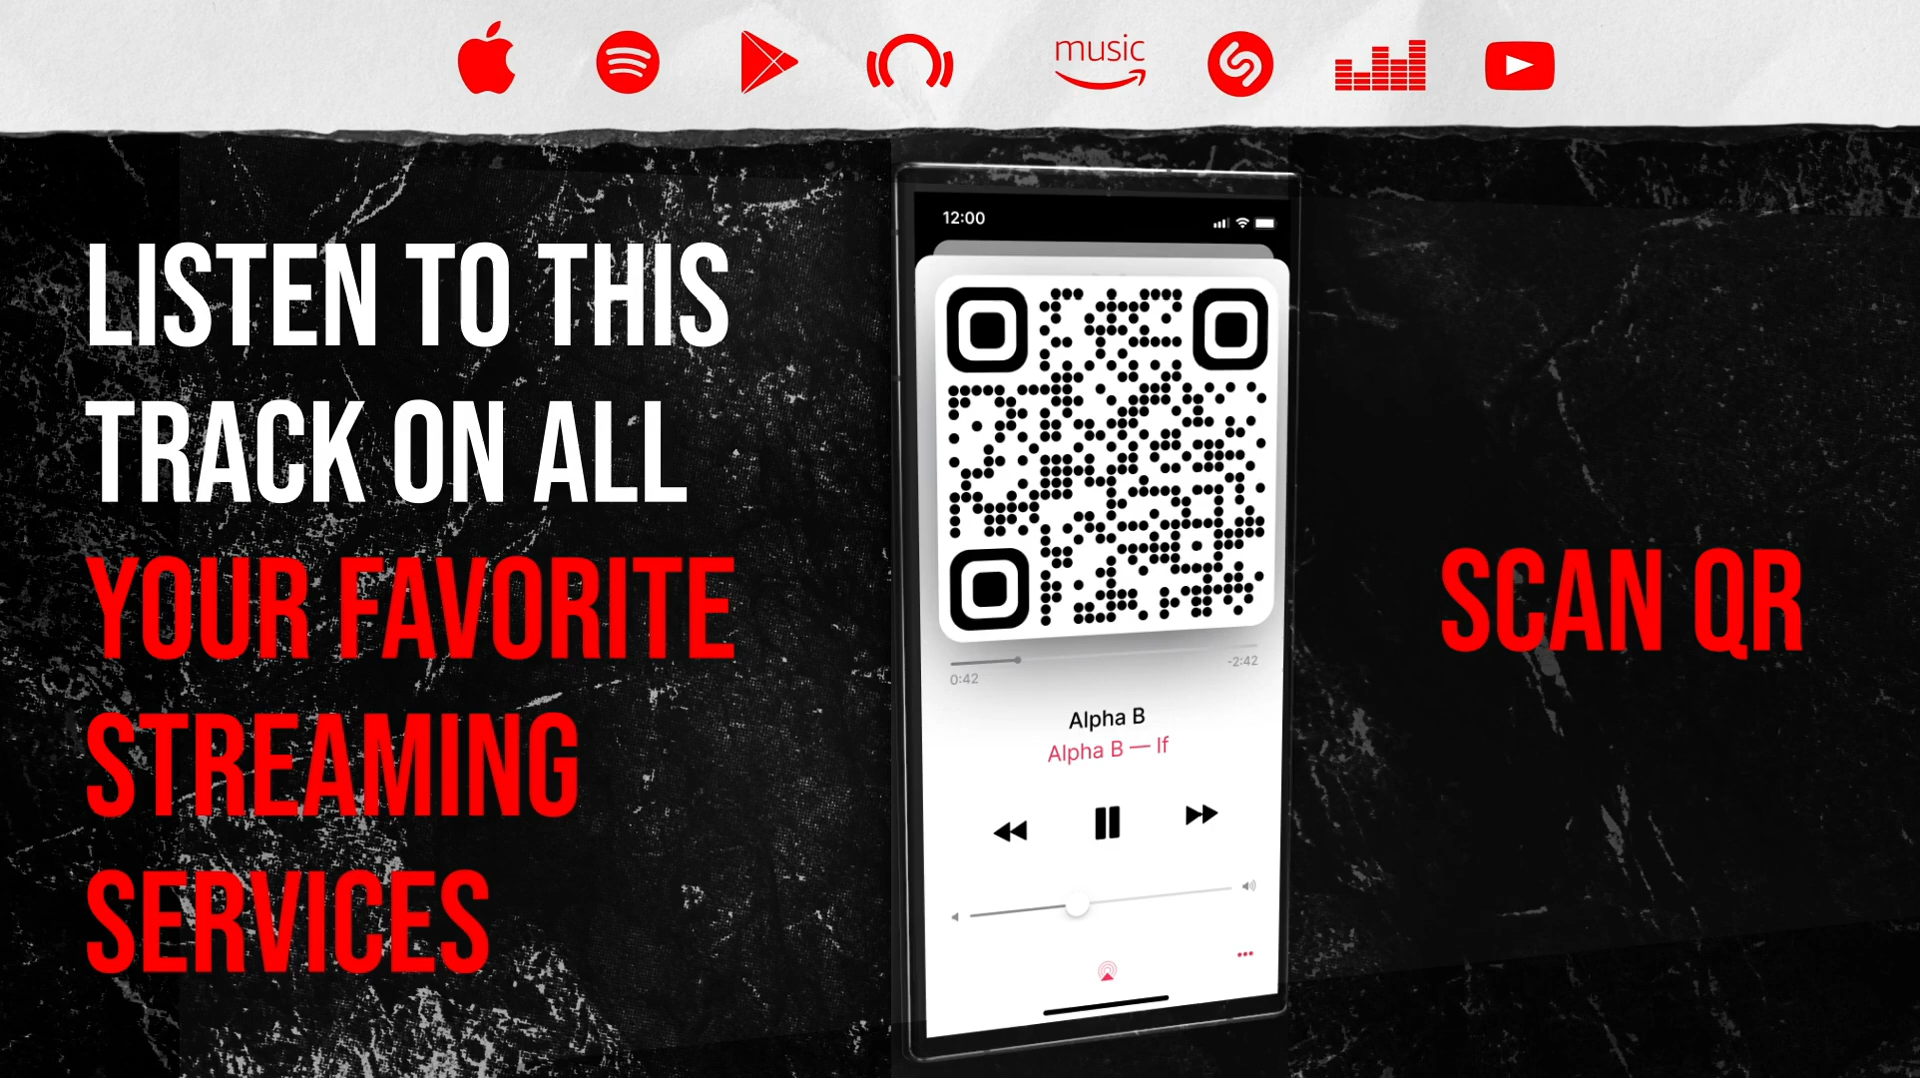 music
LISTEN TO THIS
TRACK ON ALL
YOUR FAVORITE
STREAMING
SERVICES
12:00
0:42
-2:42
Alpha B
Alpha B — If
SCAN QR